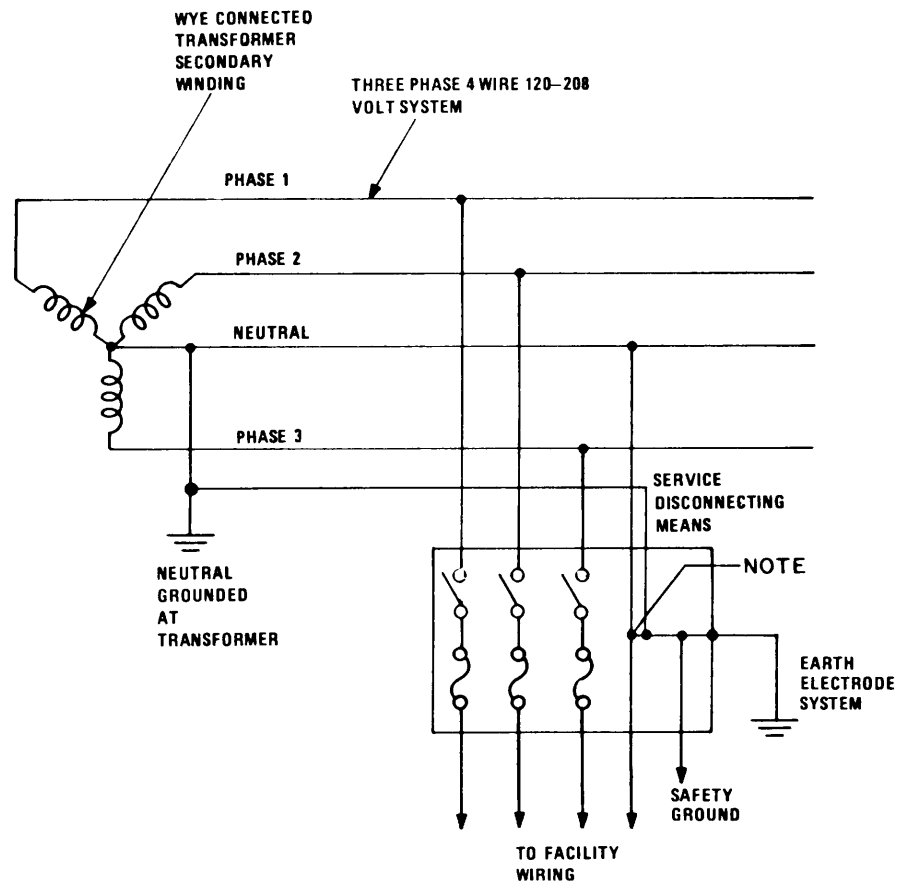 WYE CONNECTED
TRANSFORMER
SECONDARY
WINDING
THREE PHASE 4 WIRE 120–208
VOLT SYSTEM
PHASE 1
PHASE 2
NEUTRAL
PHASE 3
SERVICE
DISCONNECTING
MEANS
NOTE
NEUTRAL
GROUNDED
AT
TRANSFORMER
EARTH
ELECTRODE
SYSTEM
SAFETY
GROUND
TO FACILITY
WIRING